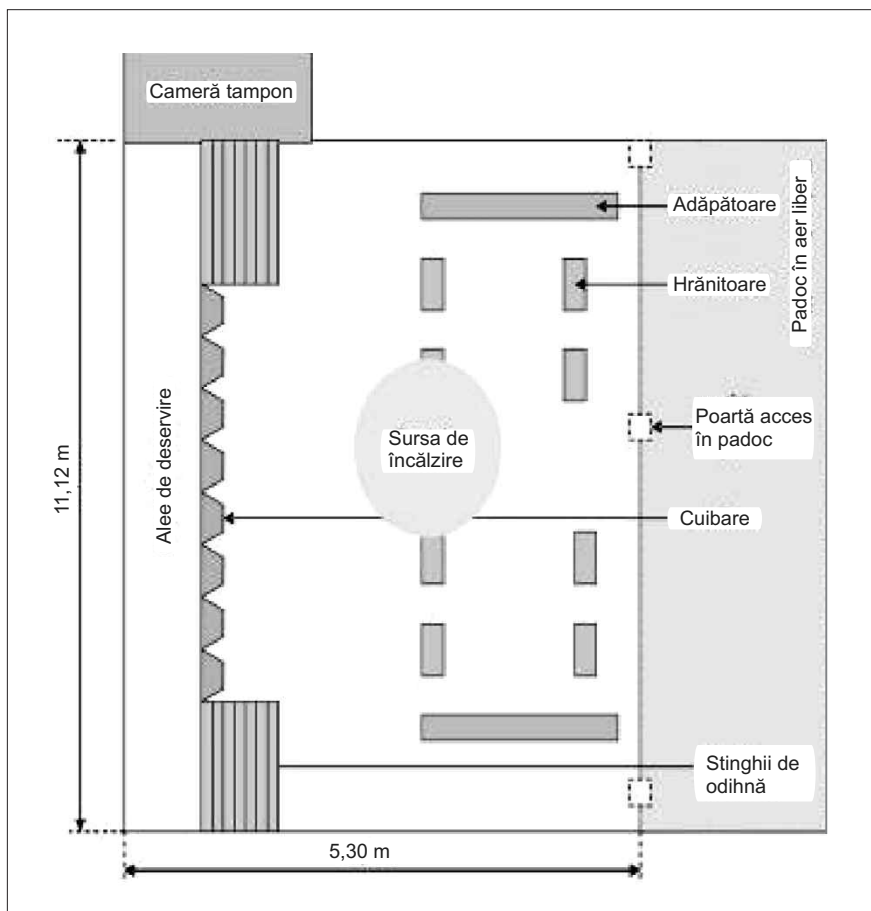 Cameră tampon
Adăpătoare
Hrănitoare
Padoc în aer liber
Poartă acces
în padoc
Sursa de
încălzire
Alee de deservire
11,12 m
Cuibare
Stinghii de
odihnă
5,30 m